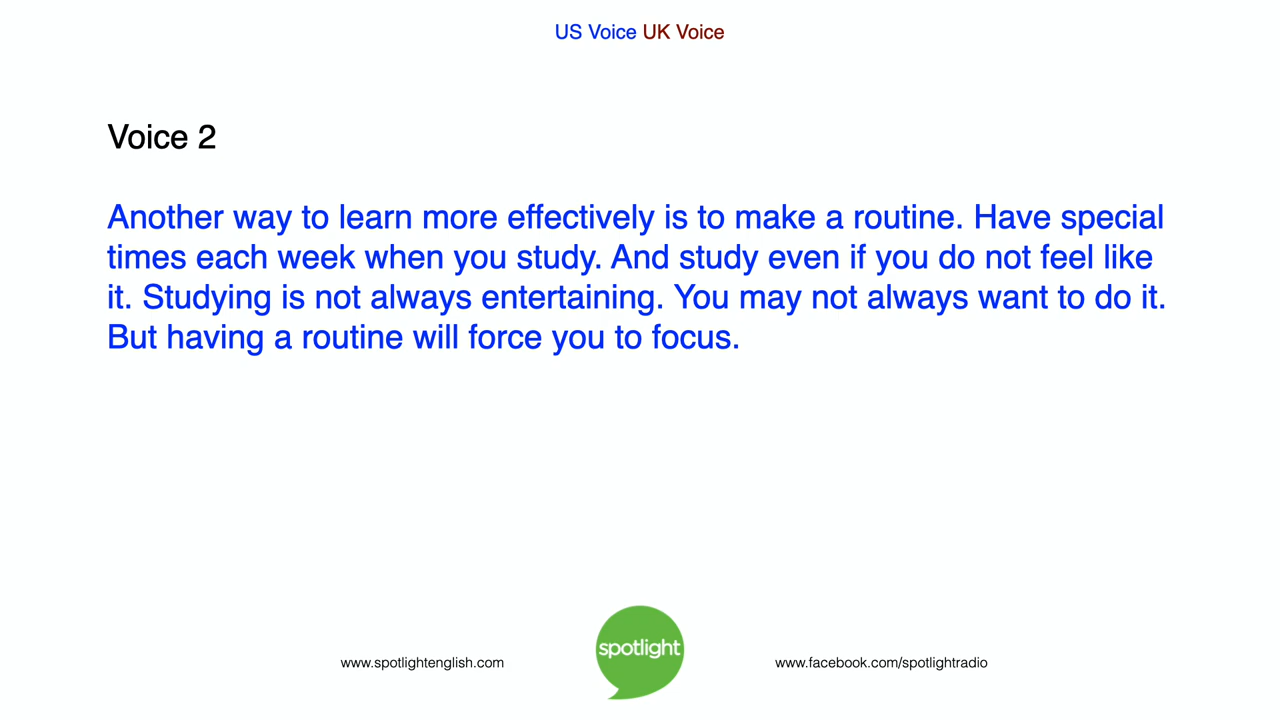 US Voice UK Voice
Voice 2
Another way to learn more effectively is to make a routine. Have special
times each week when you study. And study even if you do not feel like
it. Studying is not always entertaining. You may not always want to do it.
But having a routine will force you to focus.
spotlight
www.spotlightenglish.com
www.facebook.com/spotlightradio